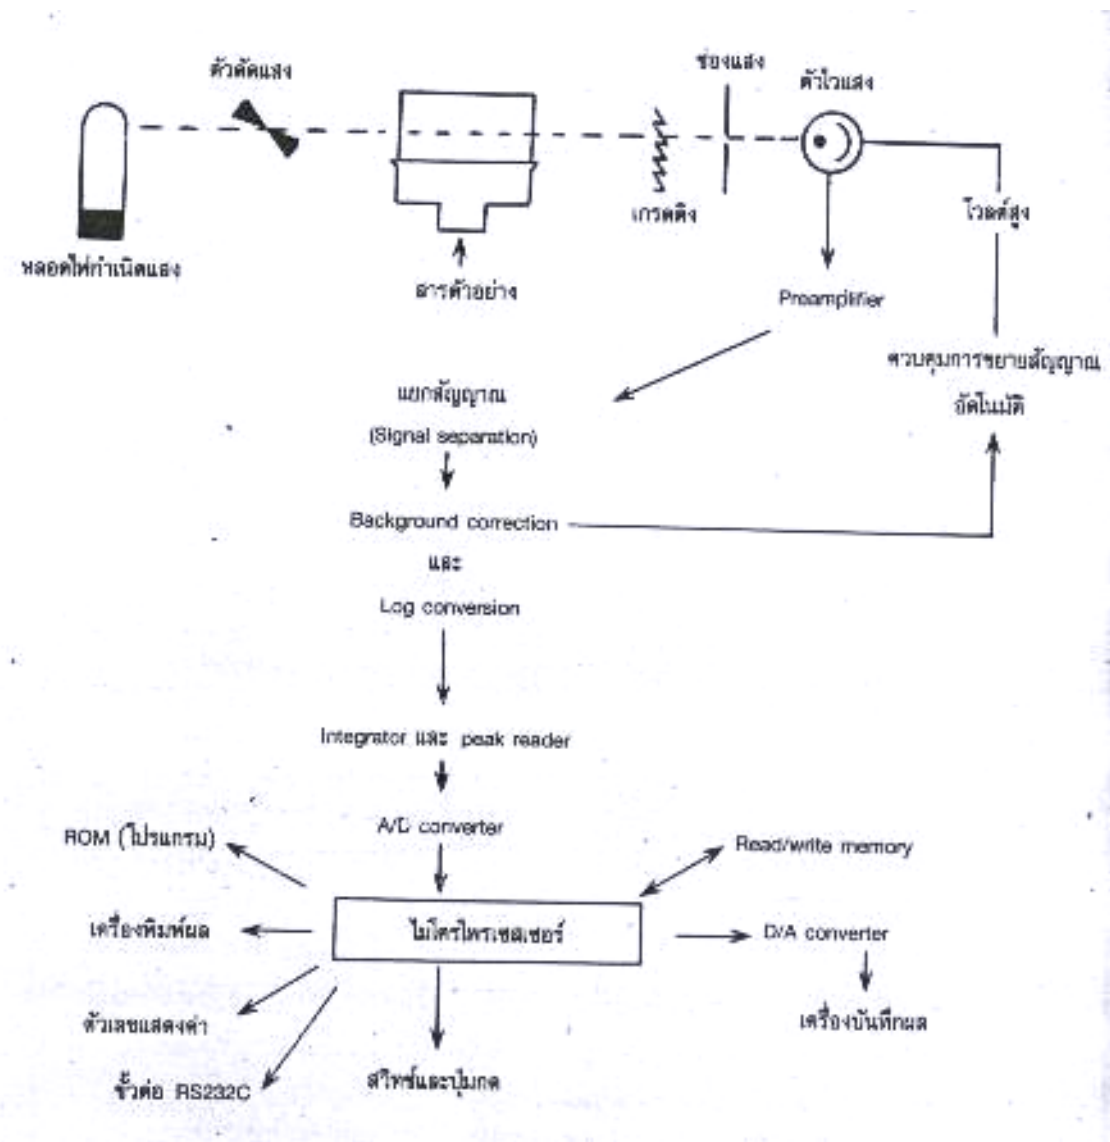 ช่องแสง
ตัวตัดแสง
ตัวไวแสง
เกรตติง
โวลต์สูง
หลอดไฟกำเนิดแสง
สารตัวอย่าง
Preamplifier
ควบคุมการขยายสัญญาณ
อัตโนมัติ
แยกสัญญาณ
(Signal separation)
Background correction
และ
Log conversion
Integrator และ peak reader
A/D converter
ROM (โปรแกรม)
Read/write memory
เครื่องพิมพ์ผล
ไมโครโพรเซสเซอร์
D/A converter
ตัวเลขแสดงค่า
เครื่องบันทึกผล
ขั้วต่อ RS232C
สวิทช์และปุ่มกด